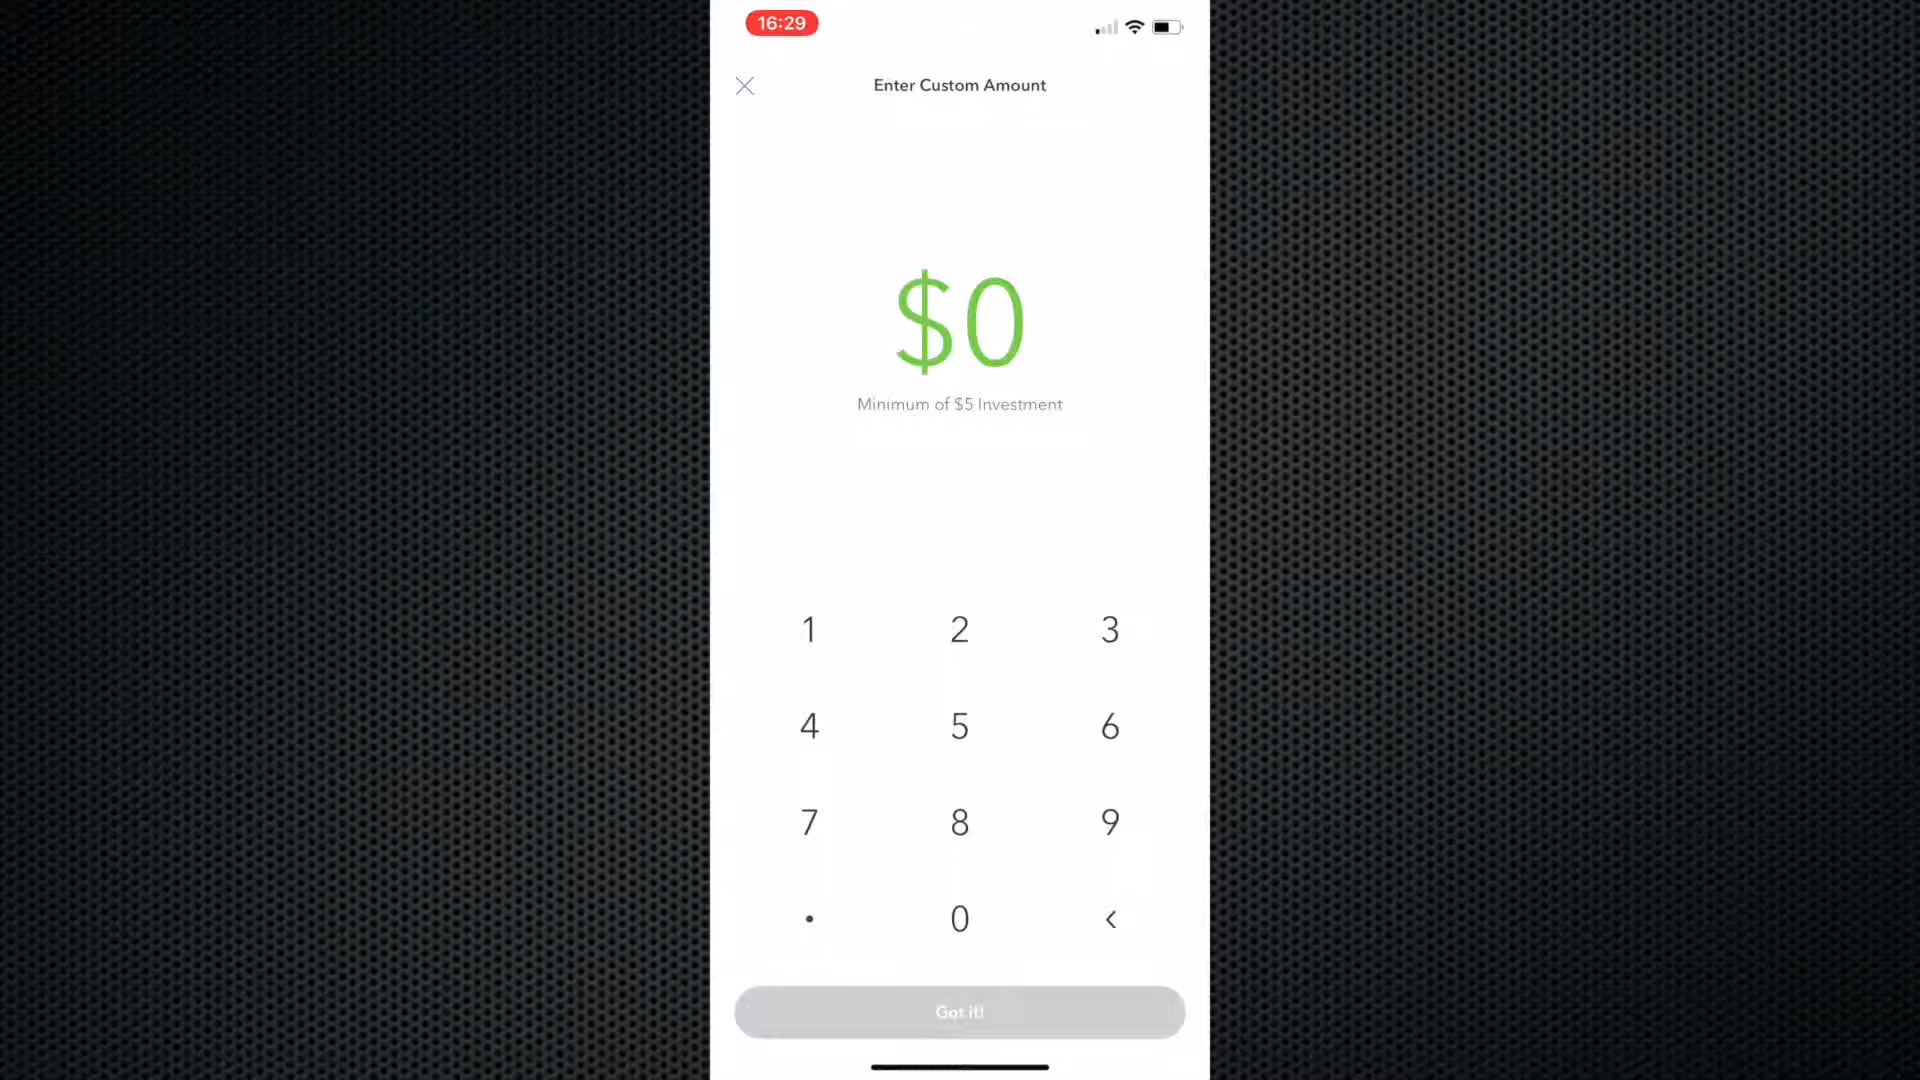 16:29
Enter Custom Amount
$0
Minimum of $5 Investment
1 2 3
4 5 6
7 8 9
. 0 <
Got it!